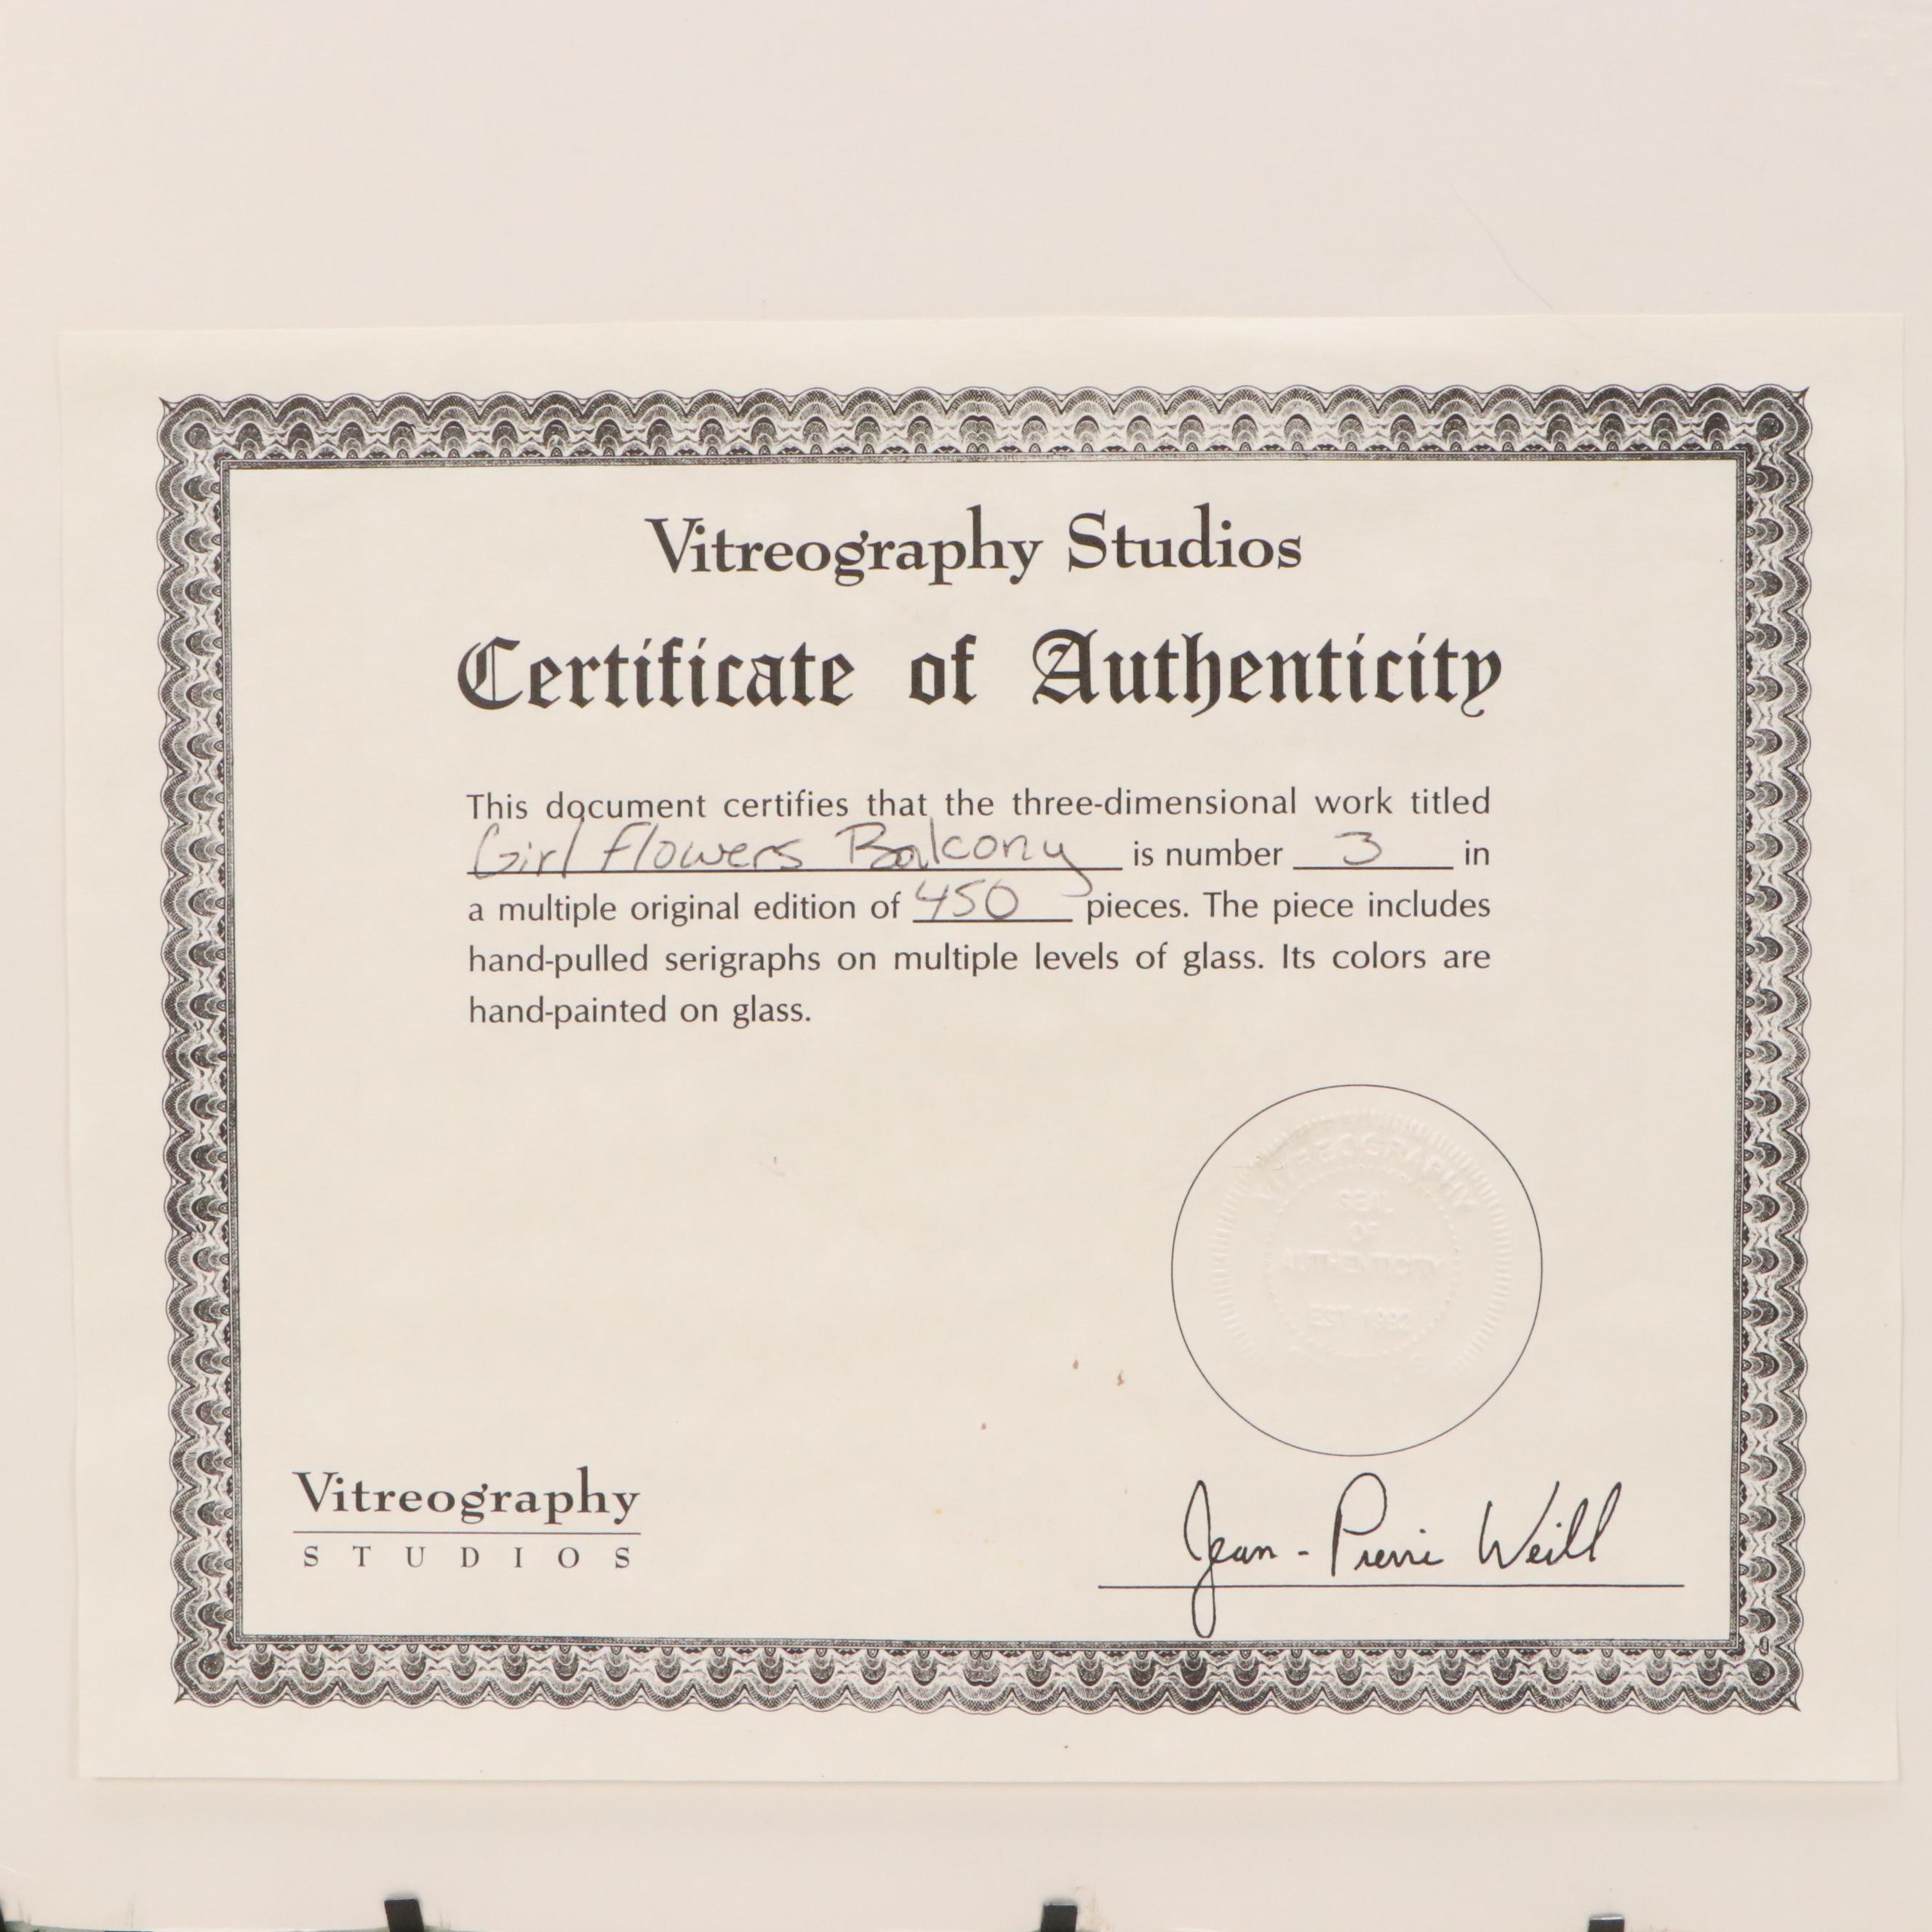 Vitreography Studios
Certificate of Authenticity
This document certifies that the three-dimensional work titled
Girl Flowers Balcony is number 3 in
a multiple original edition of 450 pieces. The piece includes
hand-pulled serigraphs on multiple levels of glass. Its colors are
hand-painted on glass.
VITREOGRAPHY
SEAL
OF
AUTHENTICITY
EST 1992
Vitreography
STUDIOS
Jean-Pierre Weill